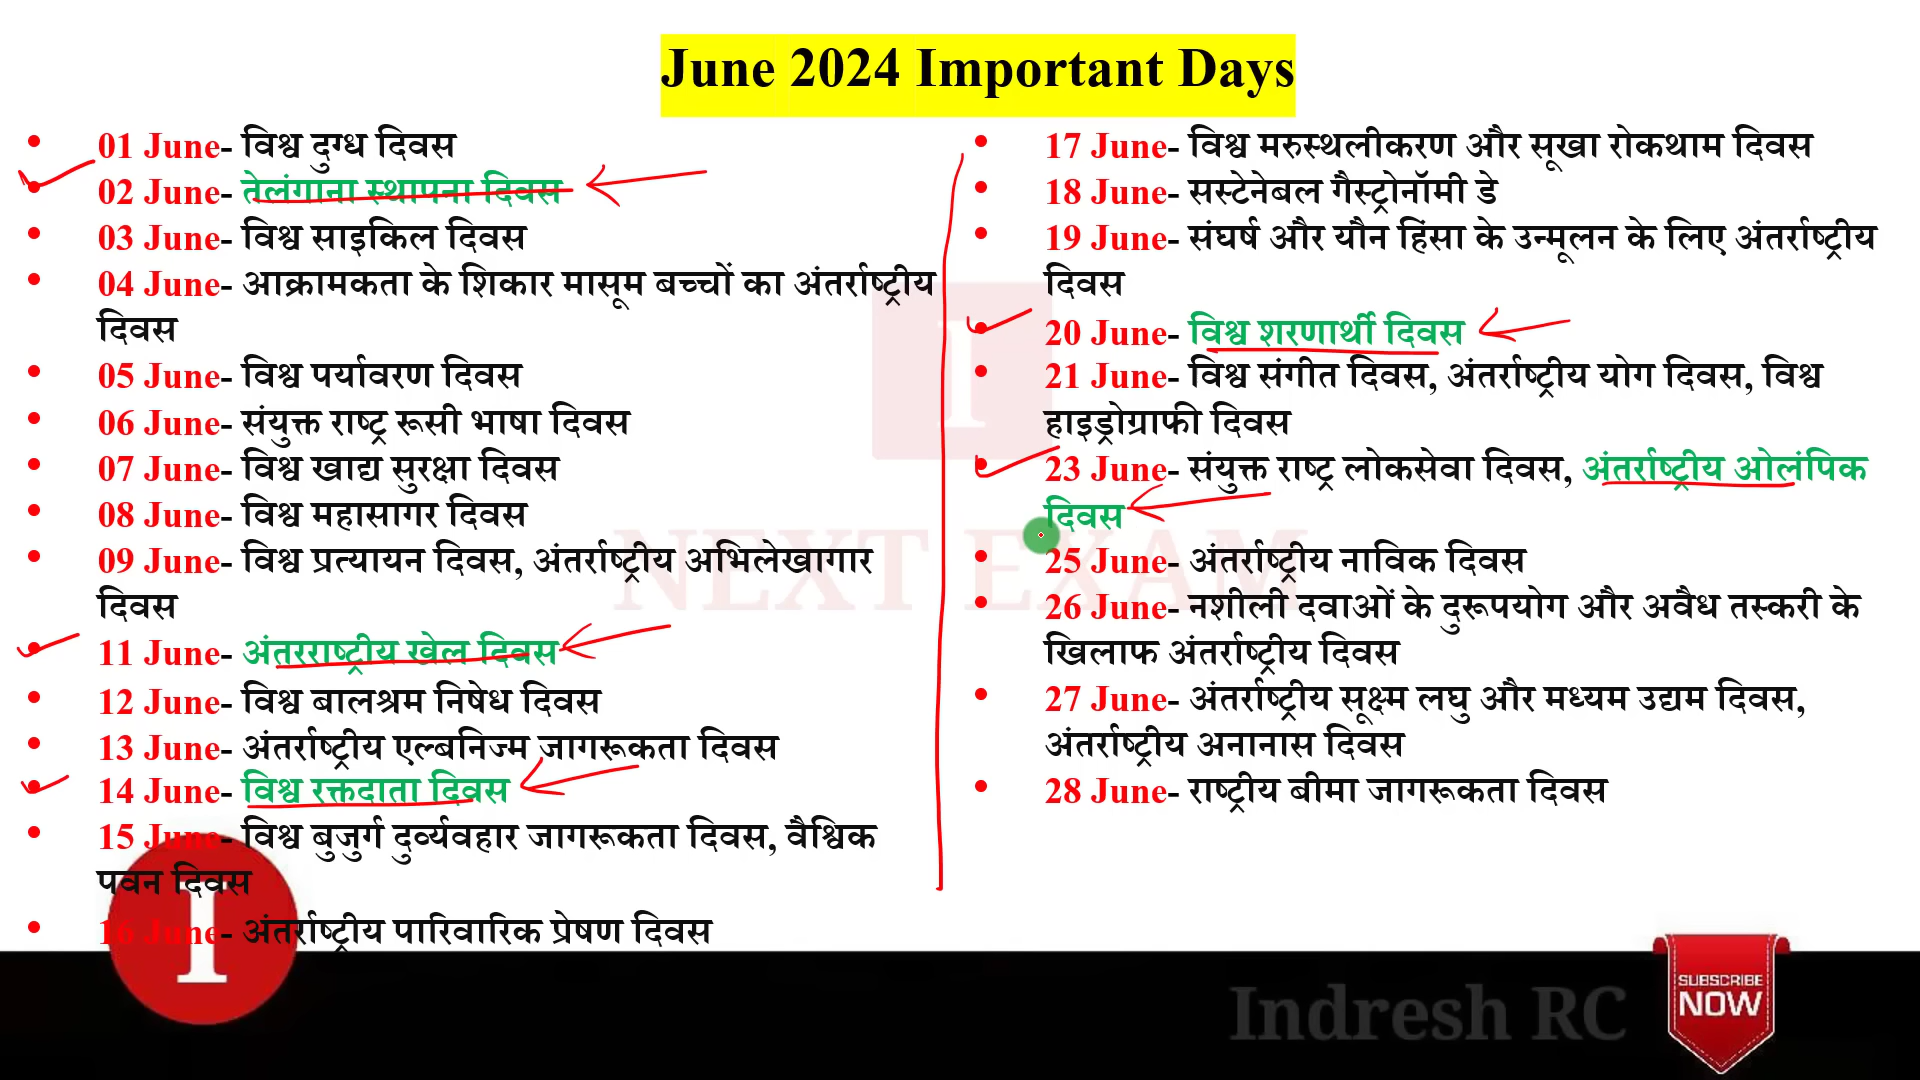 June 2024 Important Days
01 June- विश्व दुग्ध दिवस
02 June- तेलंगाना स्थापना दिवस
03 June- विश्व साइकिल दिवस
04 June- आक्रामकता के शिकार मासूम बच्चों का अंतर्राष्ट्रीय
दिवस
05 June- विश्व पर्यावरण दिवस
06 June- संयुक्त राष्ट्र रूसी भाषा दिवस
07 June- विश्व खाद्य सुरक्षा दिवस
08 June- विश्व महासागर दिवस
09 June- विश्व प्रत्यायन दिवस, अंतर्राष्ट्रीय अभिलेखागार
दिवस
11 June- अंतरराष्ट्रीय खेल दिवस
12 June- विश्व बालश्रम निषेध दिवस
13 June- अंतर्राष्ट्रीय एल्बनिज्म जागरूकता दिवस
14 June- विश्व रक्तदाता दिवस
15 June- विश्व बुजुर्ग दुर्व्यवहार जागरूकता दिवस, वैश्विक
पवन दिवस
16 June- अंतर्राष्ट्रीय पारिवारिक प्रेषण दिवस
17 June- विश्व मरुस्थलीकरण और सूखा रोकथाम दिवस
18 June- सस्टेनेबल गैस्ट्रोनॉमी डे
19 June- संघर्ष और यौन हिंसा के उन्मूलन के लिए अंतर्राष्ट्रीय
दिवस
20 June- विश्व शरणार्थी दिवस
21 June- विश्व संगीत दिवस, अंतर्राष्ट्रीय योग दिवस, विश्व
हाइड्रोग्राफी दिवस
23 June- संयुक्त राष्ट्र लोकसेवा दिवस, अंतर्राष्ट्रीय ओलंपिक
दिवस
25 June- अंतर्राष्ट्रीय नाविक दिवस
26 June- नशीली दवाओं के दुरूपयोग और अवैध तस्करी के
खिलाफ अंतर्राष्ट्रीय दिवस
27 June- अंतर्राष्ट्रीय सूक्ष्म लघु और मध्यम उद्यम दिवस,
अंतर्राष्ट्रीय अनानास दिवस
28 June- राष्ट्रीय बीमा जागरूकता दिवस
I
NEXT EXAM
I
Indresh RC
SUBSCRIBE
NOW